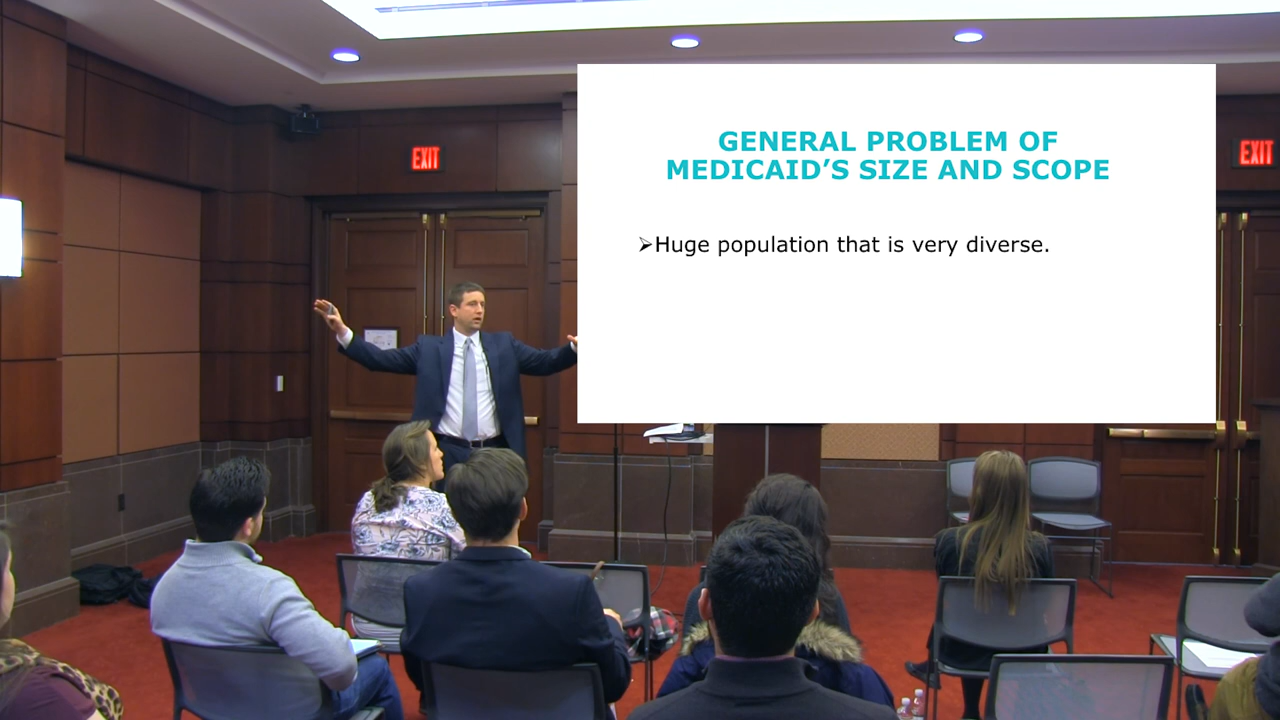 GENERAL PROBLEM OF
MEDICAID’S SIZE AND SCOPE
➢Huge population that is very diverse.
EXIT
EXIT